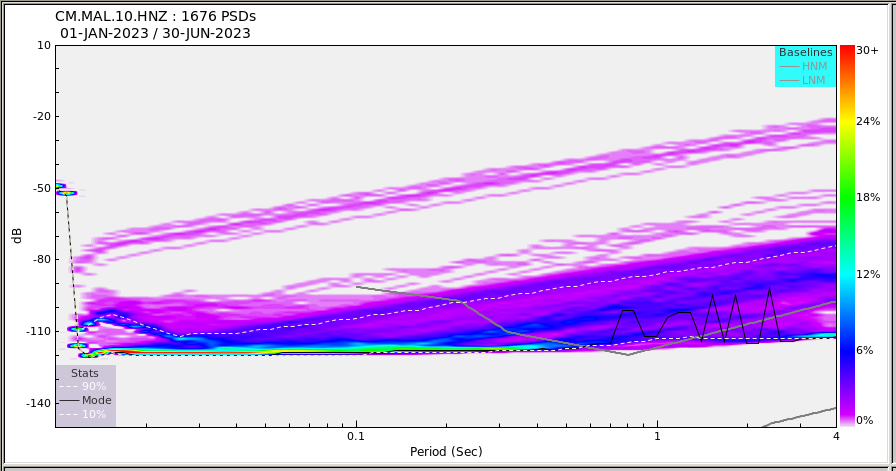 CM.MAL.10.HNZ : 1676 PSDs
01-JAN-2023 / 30-JUN-2023
10
-20
-50
-80
-110
-140
dB
Baselines
HNM
LNM
30+
24%
18%
12%
6%
0%
Stats
90%
Mode
10%
0.1
1
4
Period (Sec)